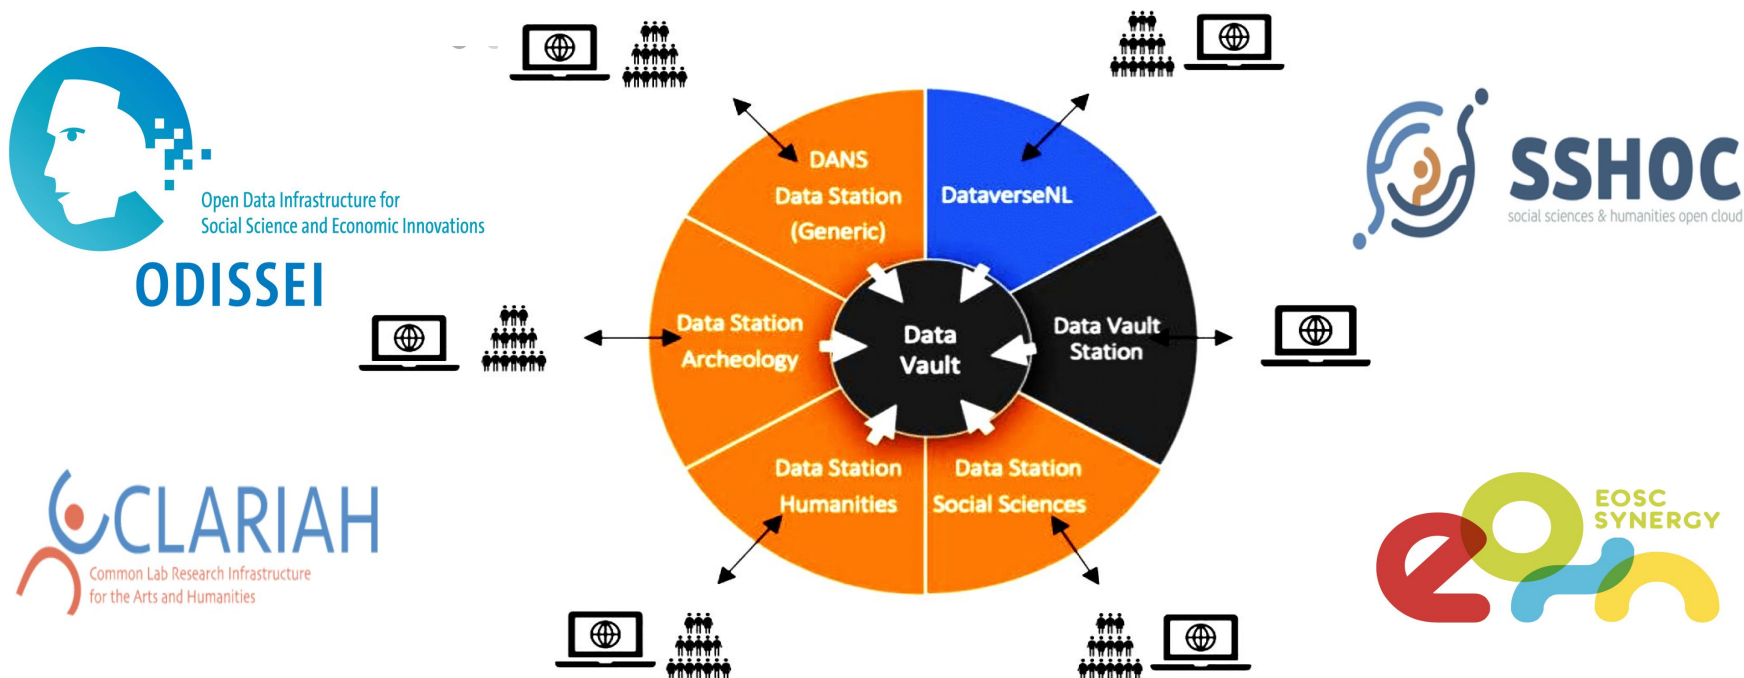 Open Data Infrastructure for
Social Science and Economic Innovations
ODISSEI
DANS
Data Station
(Generic)
DataverseNL
SSHOC
social sciences & humanities open cloud
Data Station
Archeology
Data
Vault
Data Vault
Station
Data Station
Humanities
Data Station
Social Sciences
CLARIAH
Common Lab Research Infrastructure
for the Arts and Humanities
EOSC
SYNERGY